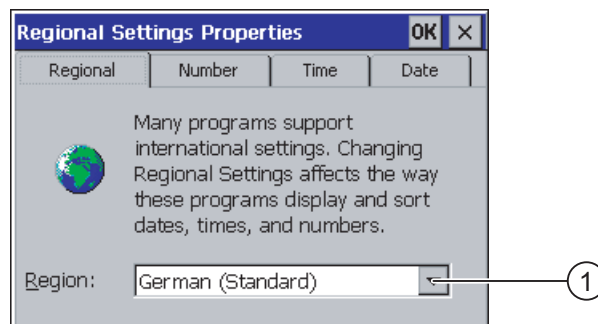 Regional Settings Properties OK ×
Regional Number Time Date
Many programs support
international settings. Changing
Regional Settings affects the way
these programs display and sort
dates, times, and numbers.
Region: German (Standard) 1